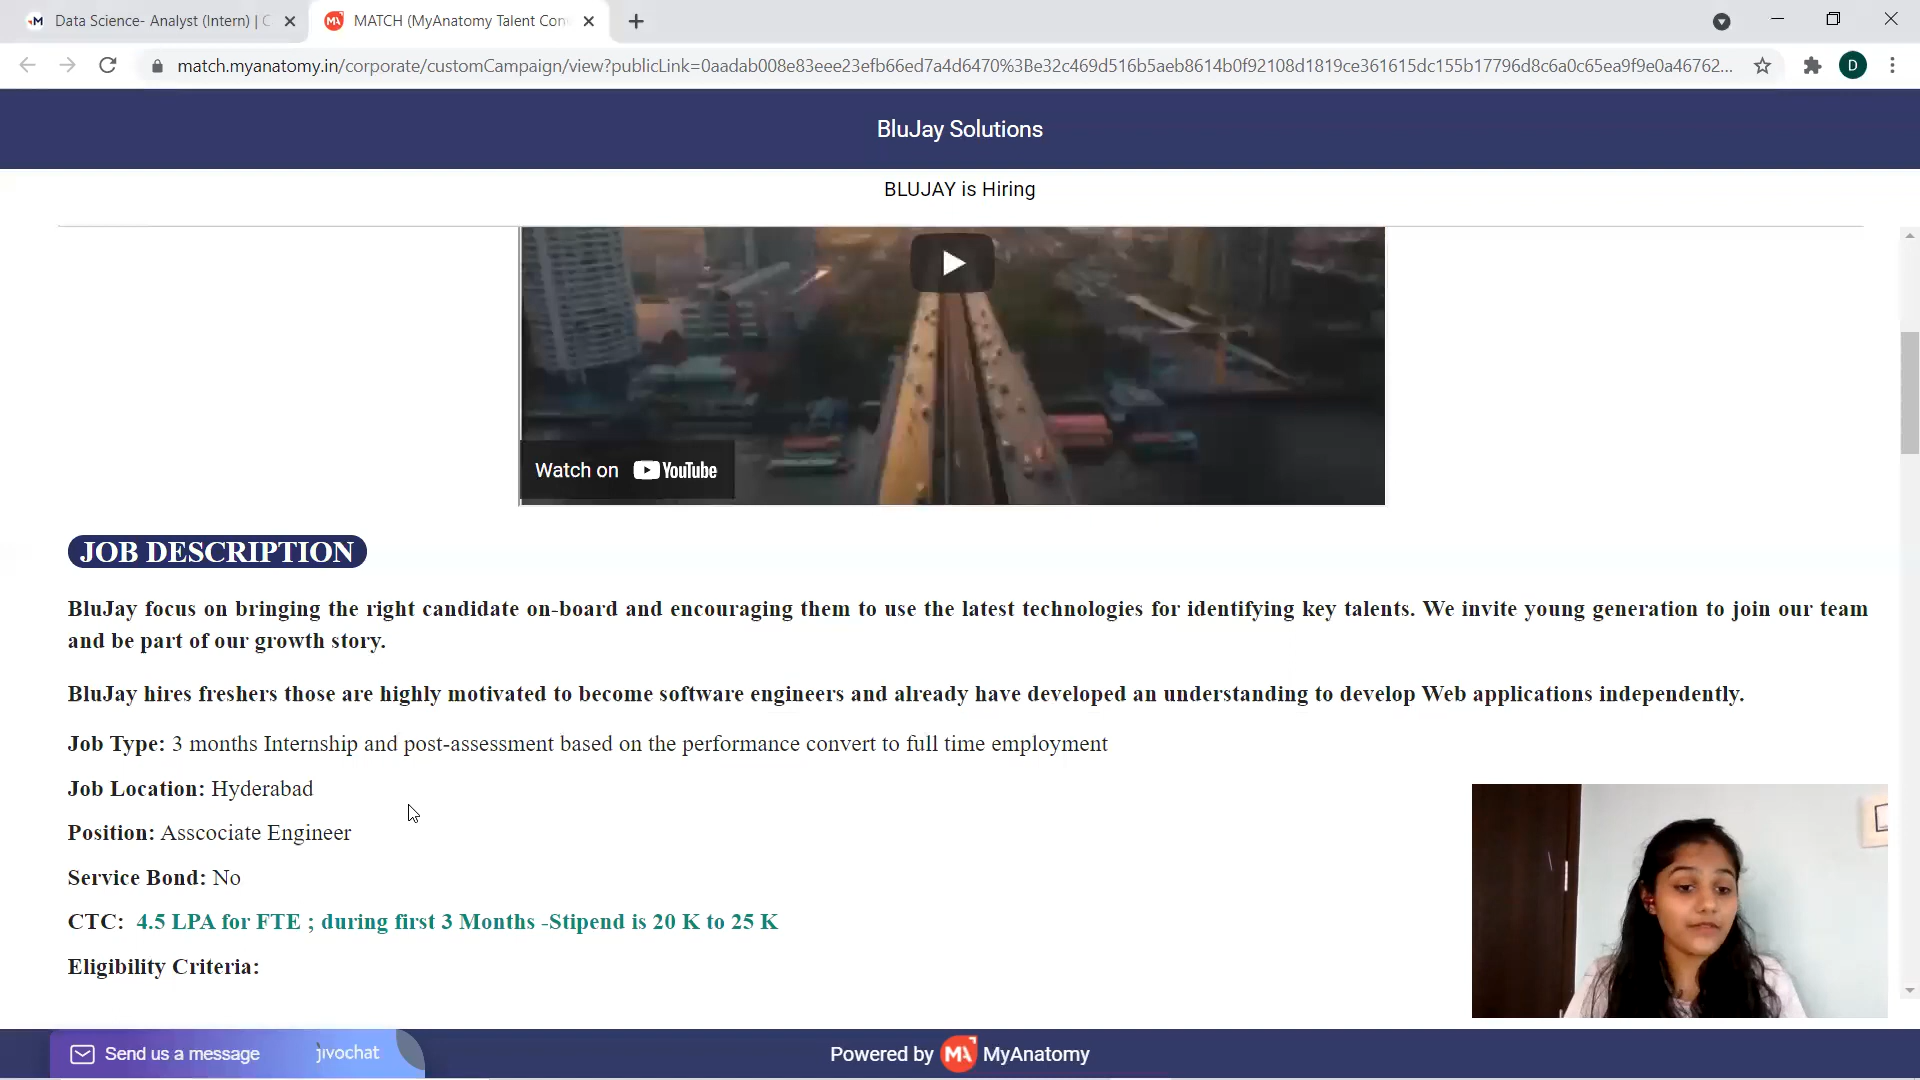 Data Science- Analyst (Intern) | C
MATCH (MyAnatomy Talent Con
match.myanatomy.in/corporate/customCampaign/view?publicLink=0aadab008e83eee23efb66ed7a4d6470%3Be32c469d516b5aeb8614b0f92108d1819ce361615dc155b17796d8c6a0c65ea9f9e0a46762...
D
BluJay Solutions
BLUJAY is Hiring
Watch on YouTube
JOB DESCRIPTION
BluJay focus on bringing the right candidate on-board and encouraging them to use the latest technologies for identifying key talents. We invite young generation to join our team
and be part of our growth story.
BluJay hires freshers those are highly motivated to become software engineers and already have developed an understanding to develop Web applications independently.
Job Type: 3 months Internship and post-assessment based on the performance convert to full time employment
Job Location: Hyderabad
Position: Asscociate Engineer
Service Bond: No
CTC: 4.5 LPA for FTE ; during first 3 Months -Stipend is 20 K to 25 K
Eligibility Criteria:
Send us a message jivochat
Powered by MA MyAnatomy